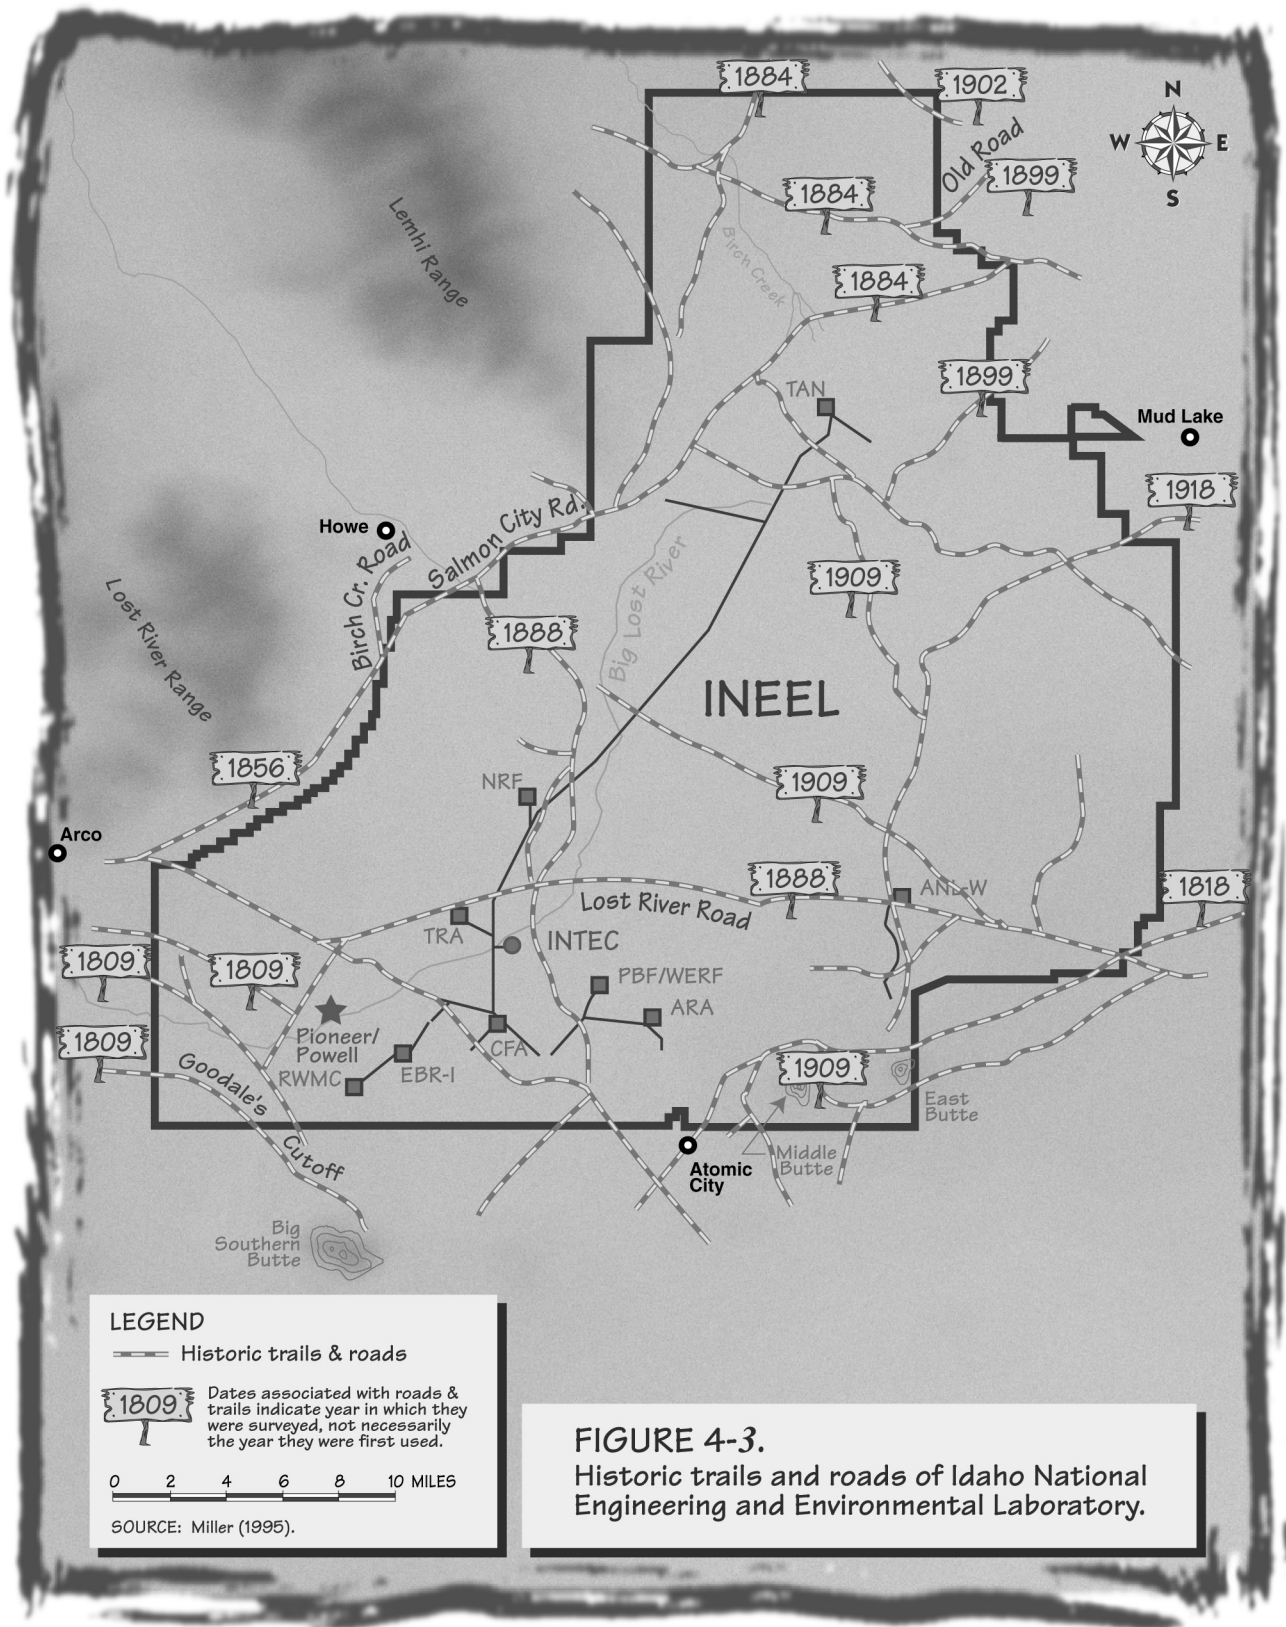 1884
1902
N
W
E
S
Old Road
1899
1884
Lemhi Range
Birch Creek
1884
1899
TAN
Mud Lake
1918
Howe
Salmon City Rd.
Birch Cr. Road
1909
Lost River Range
Big Lost River
1888
INEEL
1856
NRF
1909
Arco
1888
ANL-W
1818
Lost River Road
TRA
INTEC
1809
1809
PBF/WERF
ARA
1809
Pioneer/
Powell
CFA
Goodale's
Cutoff
RWMC
EBR-I
1909
East
Butte
Middle
Butte
Atomic
City
Big
Southern
Butte
LEGEND
Historic trails & roads
1809
Dates associated with roads &
trails indicate year in which they
were surveyed, not necessarily
the year they were first used.
0 2 4 6 8 10 MILES
SOURCE: Miller (1995).
FIGURE 4-3.
Historic trails and roads of Idaho National
Engineering and Environmental Laboratory.